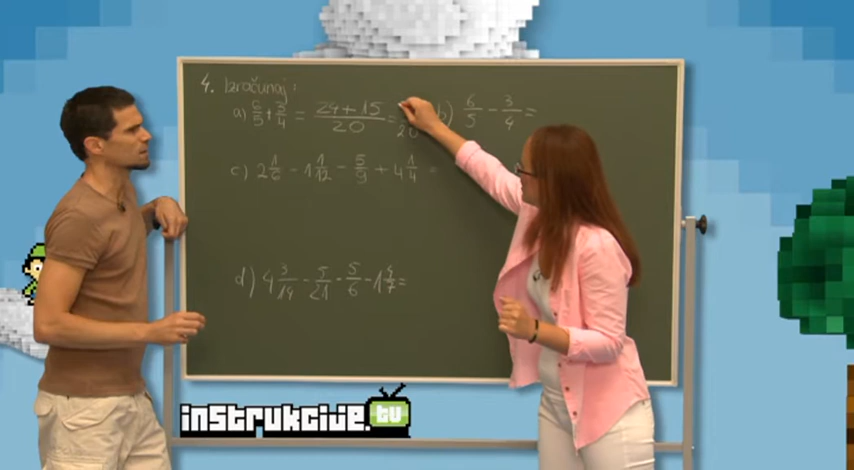 4. Izračunaj:
a) 6/5 + 3/4 = 24+15/20 = /20 b) 6/5 - 3/4 =
c) 2 1/6 - 1 1/12 - 5/9 + 4 1/4 =
d) 4 3/14 - 5/21 - 5/6 - 1 4/7 =
instrukcije.tv